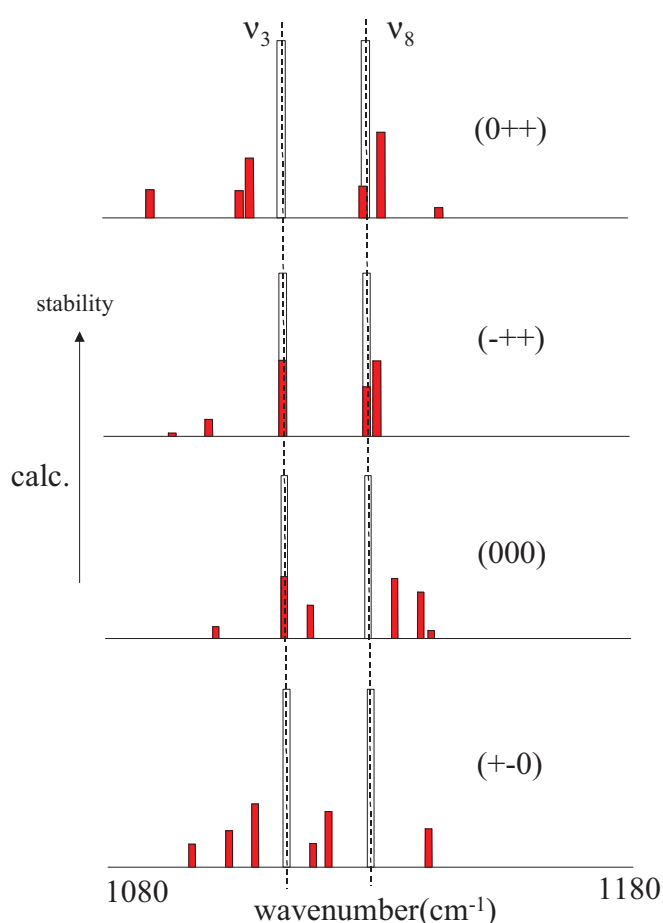 ν₃ ν₈
(0++)
stability
(-++)
calc.
(000)
(+-0)
1080 1180
wavenumber(cm⁻¹)